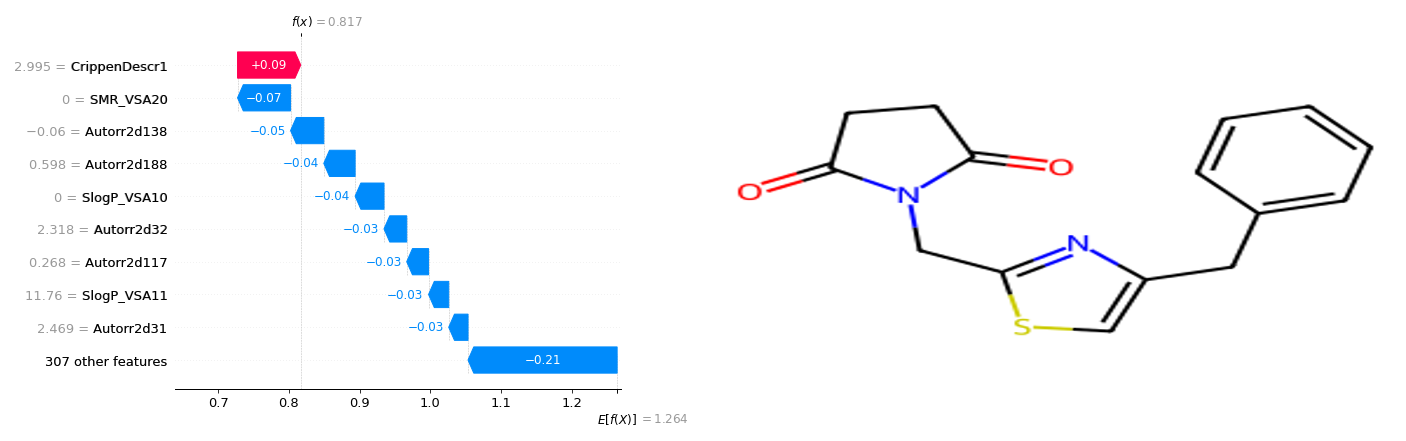 f(x) = 0.817
2.995 = CrippenDescr1
+0.09
0 = SMR_VSA20
−0.07
−0.06 = Autorr2d138
−0.05
0.598 = Autorr2d188
−0.04
0 = SlogP_VSA10
−0.04
2.318 = Autorr2d32
−0.03
0.268 = Autorr2d117
−0.03
11.76 = SlogP_VSA11
−0.03
2.469 = Autorr2d31
−0.03
307 other features
−0.21
0.7 0.8 0.9 1.0 1.1 1.2
E[f(X)] = 1.264
O
O
N
N
S